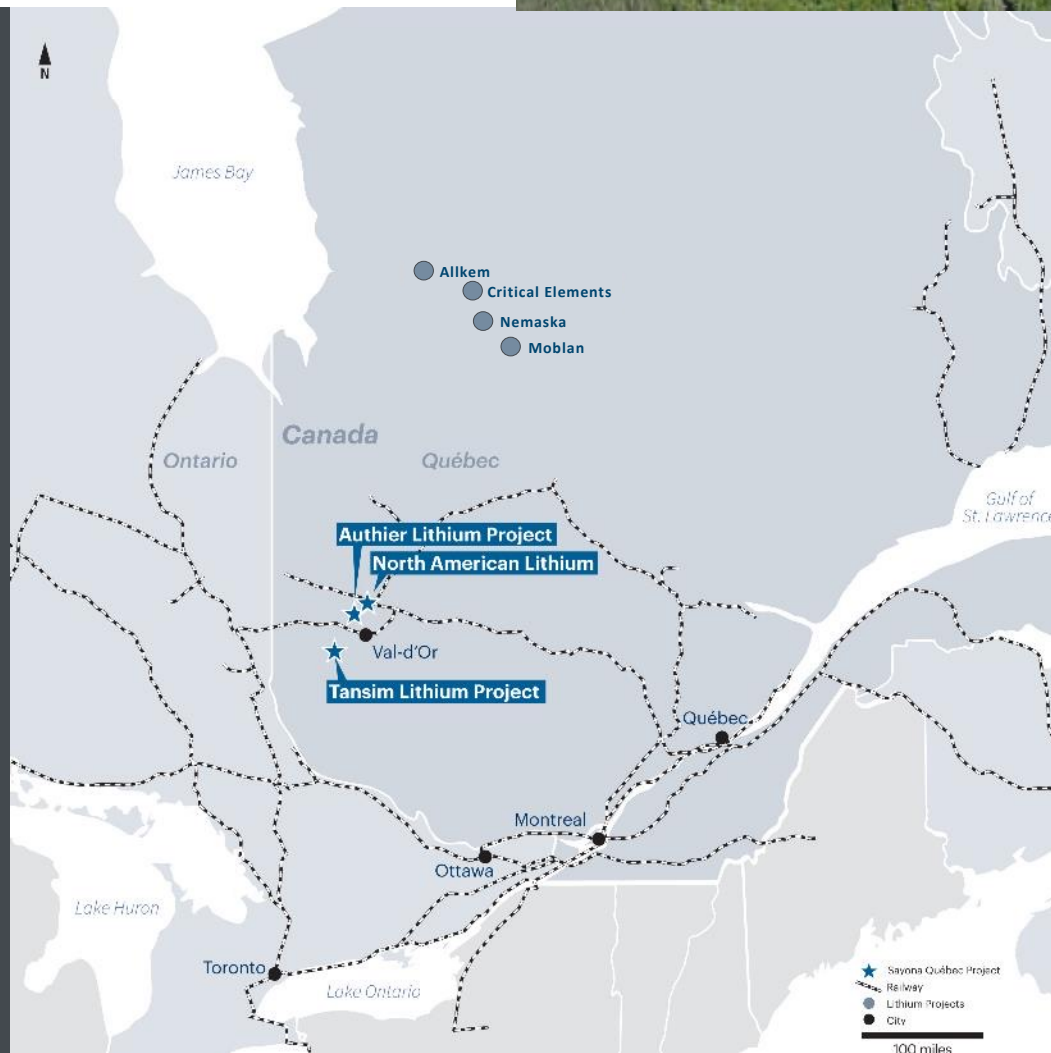 N
James Bay
Allkem
Critical Elements
Nemaska
Moblan
Canada
Ontario
Québec
Gulf of
St. Lawrence
Authier Lithium Project
North American Lithium
Val-d'Or
Tansim Lithium Project
Québec
Montreal
Ottawa
Lake Huron
Toronto
Lake Ontario
Sayona Québec Project
Railway
Lithium Projects
City
100 miles